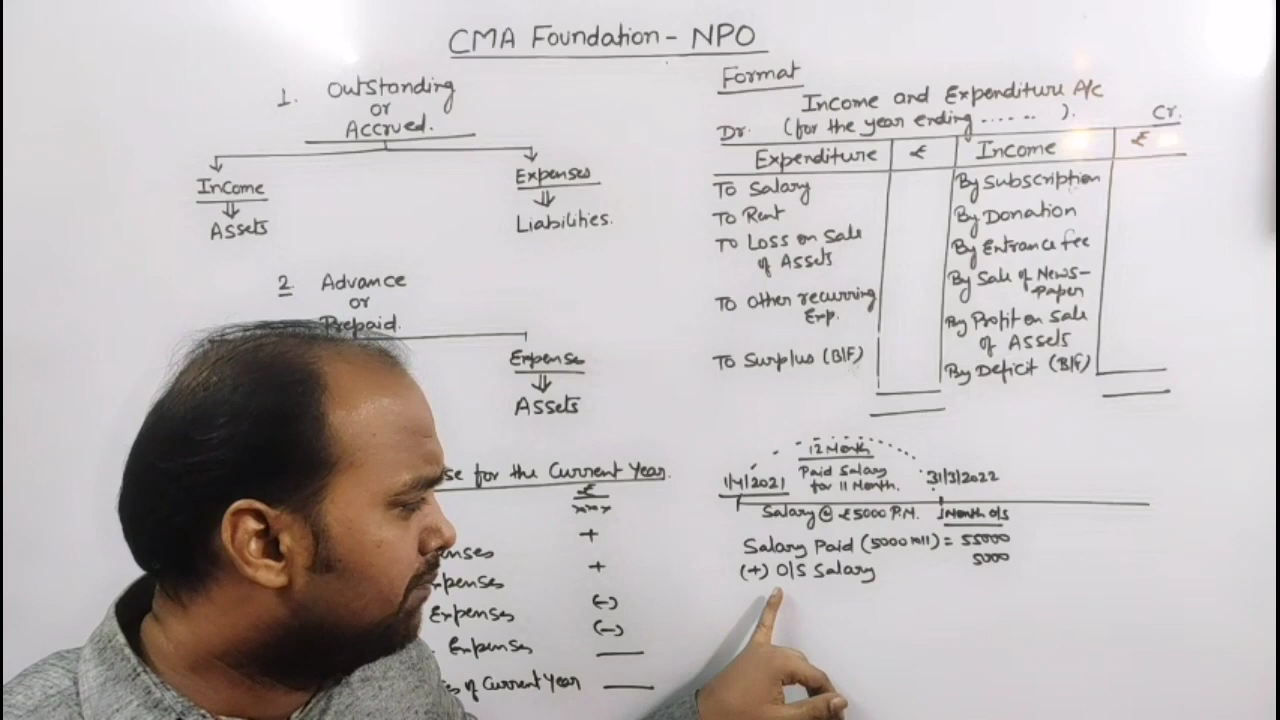 CMA Foundation - NPO
1. Outstanding
or
Accrued.
Income
Assets
Expenses
Liabilities.
2 Advance
or
Prepaid.
Expense
Assets
for the Current Year.
₹
xxx
+
+
Expenses (-)
Expenses (-)
of Current Year
Format
Income and Expenditure A/c
Dr. (for the year ending ...... ). Cr.
Expenditure ₹ Income ₹
To Salary
To Rent
To Loss on Sale
of Assets
To Other recurring
Exp.
To Surplus (B/F)
By Subscription
By Donation
By Entrance fee
By Sale of News-
Paper
By Profit on Sale
of Assets
By Deficit (B/F)
12 Month
1/4/2021 Paid Salary 31/3/2022
for 11 Month.
Salary @ ₹5000 P.M. 1 Month O/S
Salary Paid (5000x11) = 55000
(+) O/S Salary 5000